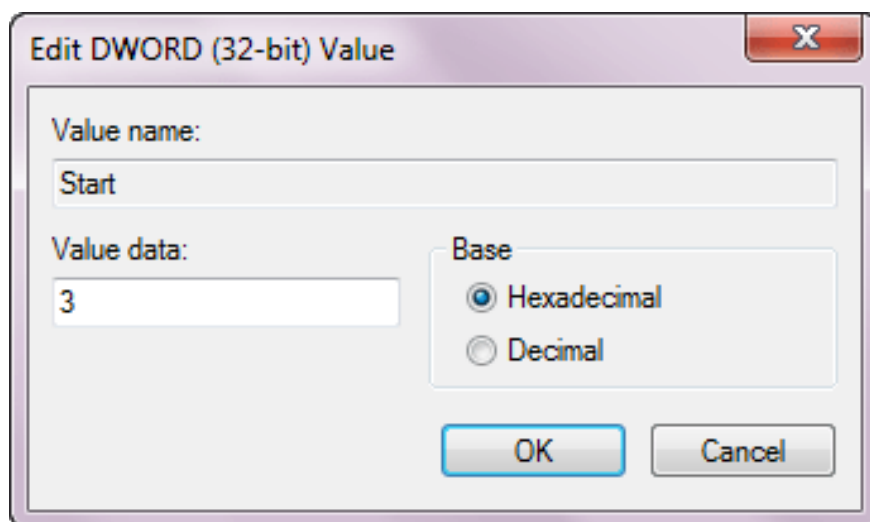 Edit DWORD (32-bit) Value
Value name:
Start
Value data:
3
Base
Hexadecimal
Decimal
OK
Cancel